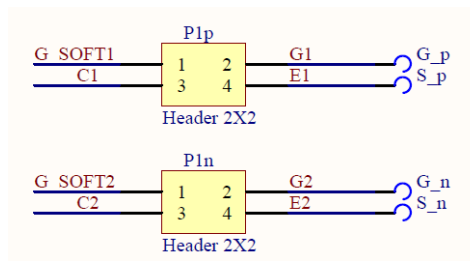 P1p
G_SOFT1 1 2 G1 G_p
C1 3 4 E1 S_p
Header 2X2
P1n
G_SOFT2 1 2 G2 G_n
C2 3 4 E2 S_n
Header 2X2